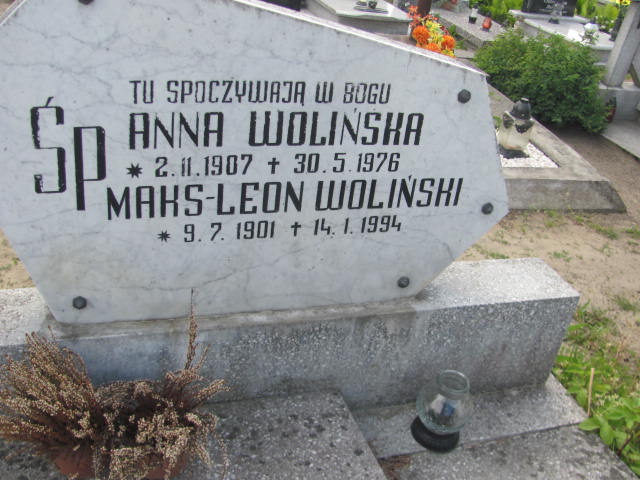 TU SPOCZYWAJĄ W BOGU
ŚP
ANNA WOLIŃSKA
* 2.11.1907 + 30.5.1976
MAKS-LEON WOLIŃSKI
* 9.7.1901 + 14.1.1994